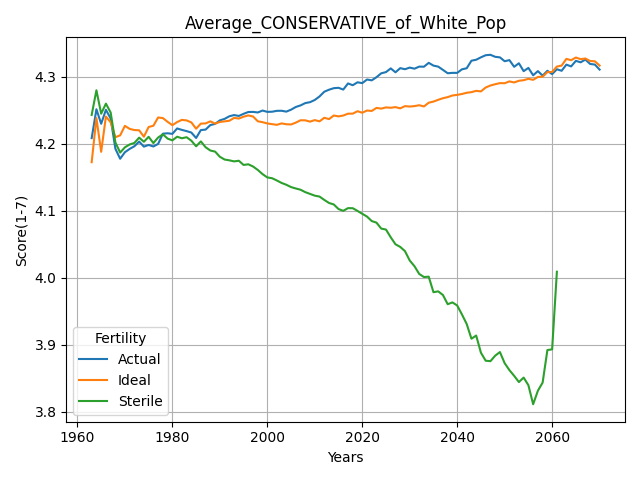 Average_CONSERVATIVE_of_White_Pop
Score(1-7)
4.3
4.2
4.1
4.0
3.9
3.8
Fertility
Actual
Ideal
Sterile
1960
1980
2000
2020
2040
2060
Years